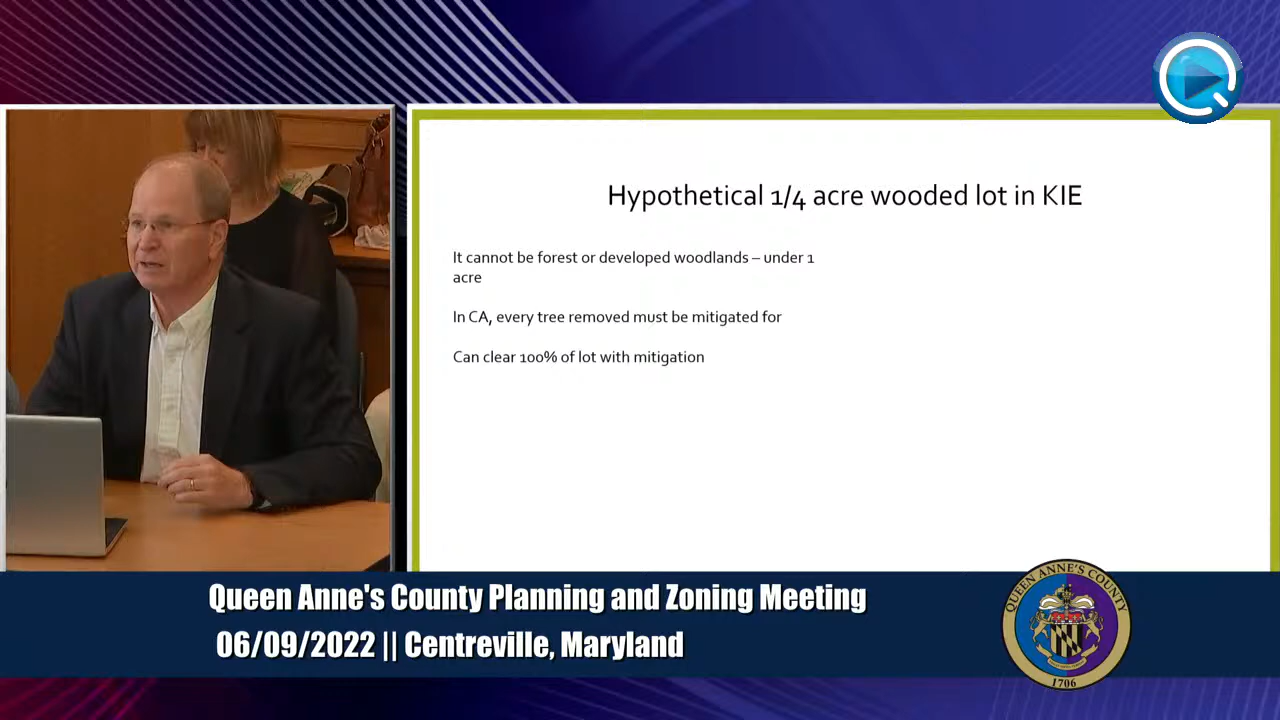 Hypothetical 1/4 acre wooded lot in KIE
It cannot be forest or developed woodlands – under 1
acre
In CA, every tree removed must be mitigated for
Can clear 100% of lot with mitigation
Queen Anne's County Planning and Zoning Meeting
06/09/2022 || Centreville, Maryland
QUEEN ANNE'S COUNTY
1706